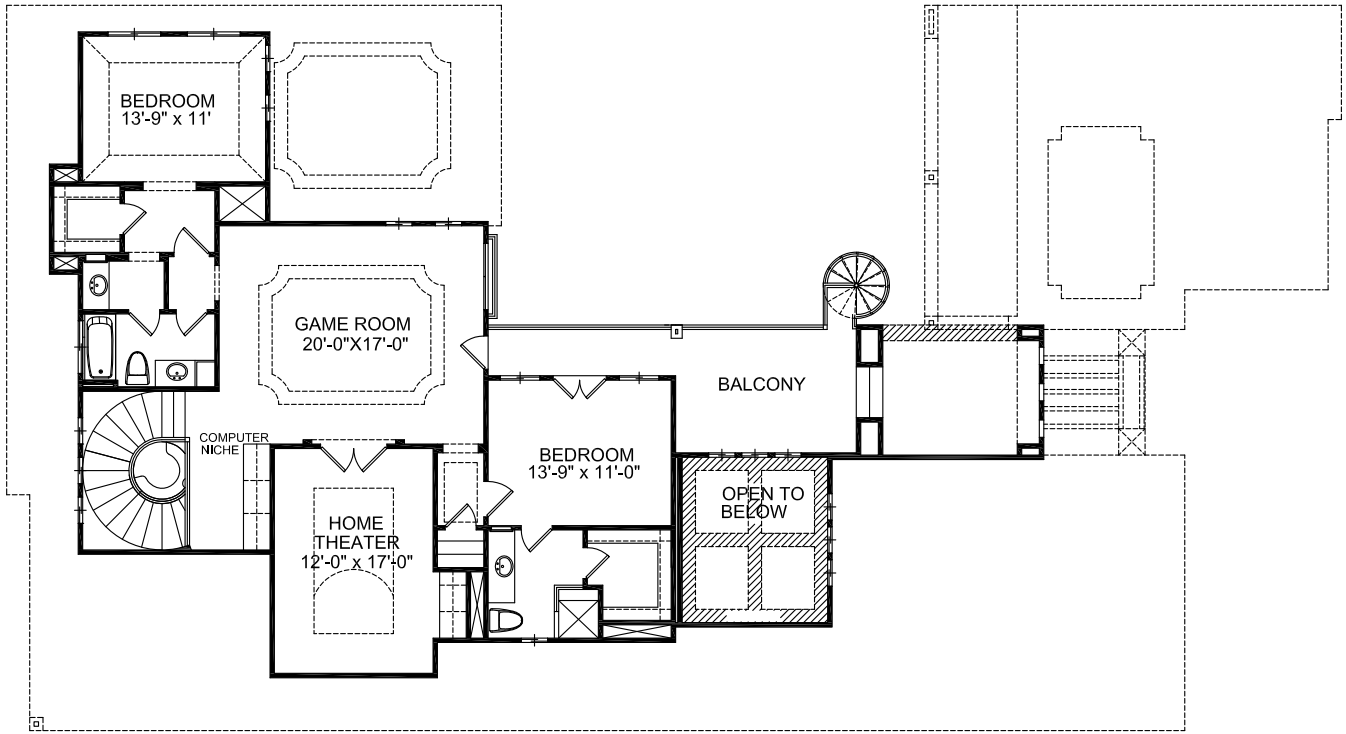 BEDROOM
13'-9" x 11'
GAME ROOM
20'-0"X17'-0"
BALCONY
COMPUTER
NICHE
BEDROOM
13'-9" x 11'-0"
OPEN TO
BELOW
HOME
THEATER
12'-0" x 17'-0"